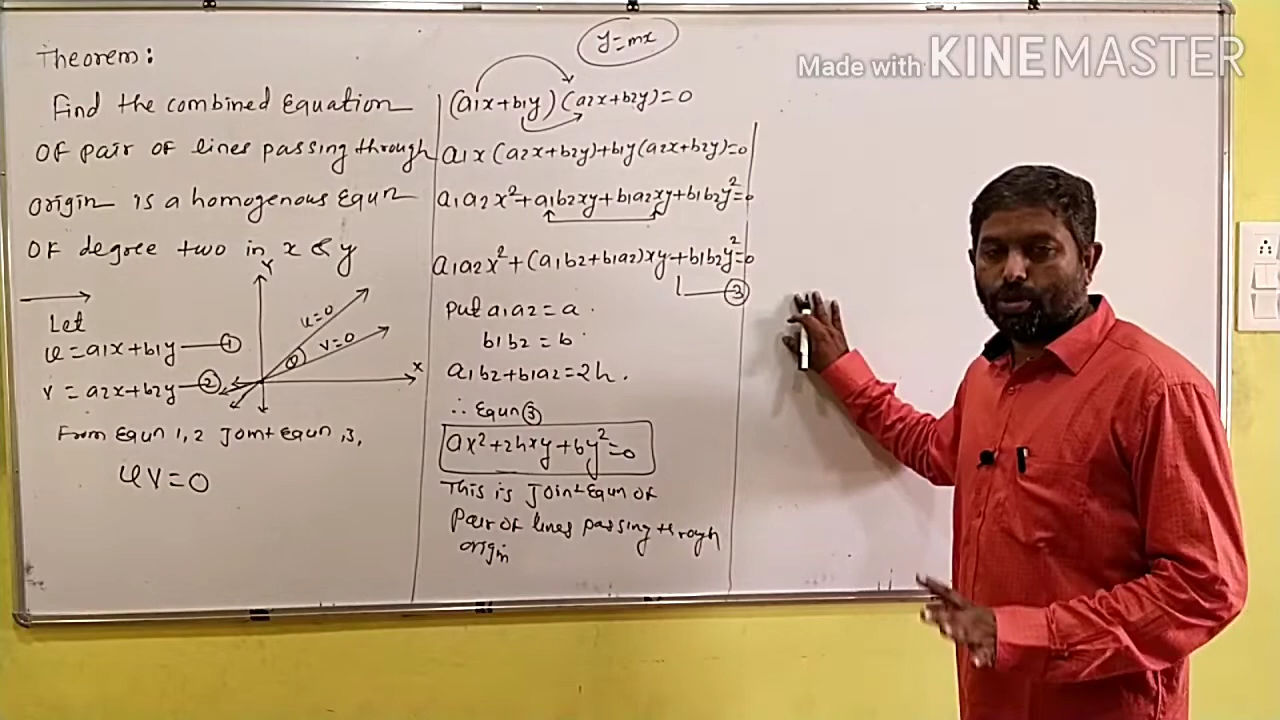 Theorem:
Find the combined Equation
of pair of lines passing through
origin is a homogenous Equn
of degree two in x & y
Let
u = a1x + b1y ① 
v = a2x + b2y ②
From Equn 1, 2 Joint Equn is,
uv = 0
Y
u=0
v=0
X
y = mx
(a1x + b1y) (a2x + b2y) = 0
a1x (a2x + b2y) + b1y (a2x + b2y) = 0
a1a2x² + a1b2xy + b1a2xy + b1b2y² = 0
a1a2x² + (a1b2 + b1a2)xy + b1b2y² = 0
③
put a1a2 = a.
b1b2 = b.
a1b2 + b1a2 = 2h.
∴ Equn ③
ax² + 2hxy + by² = 0
This is Joint Equn of
Pair of lines passing through
origin
Made with KINEMASTER